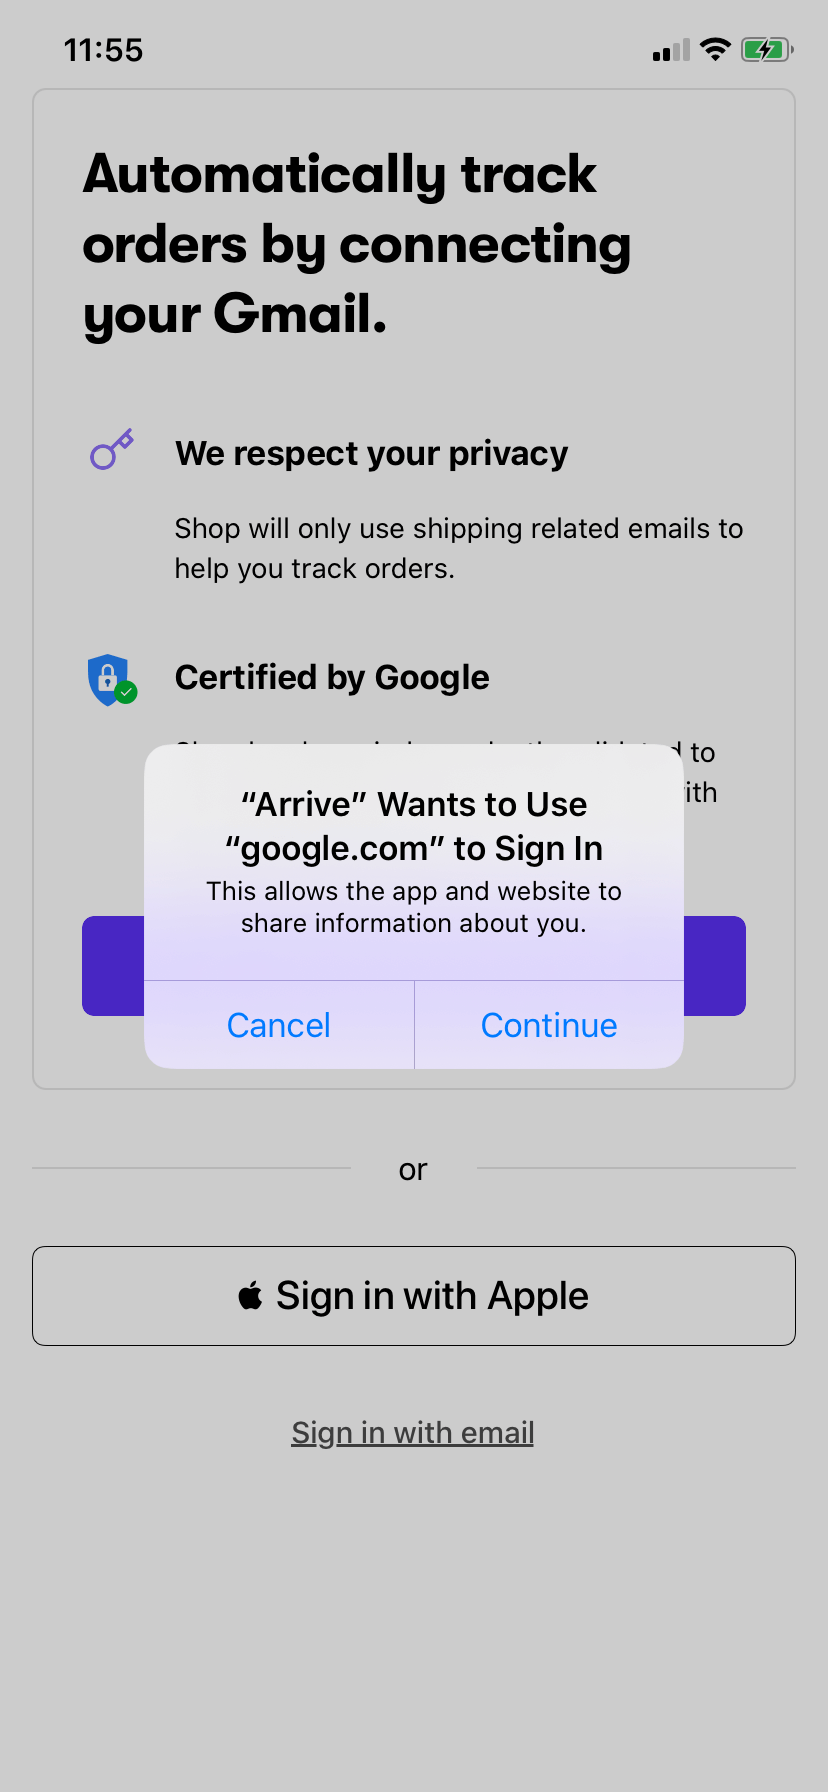 11:55
Automatically track
orders by connecting
your Gmail.
We respect your privacy
Shop will only use shipping related emails to
help you track orders.
Certified by Google
to
“Arrive” Wants to Use
“google.com” to Sign In
This allows the app and website to
share information about you.
Cancel
Continue
or
Sign in with Apple
Sign in with email